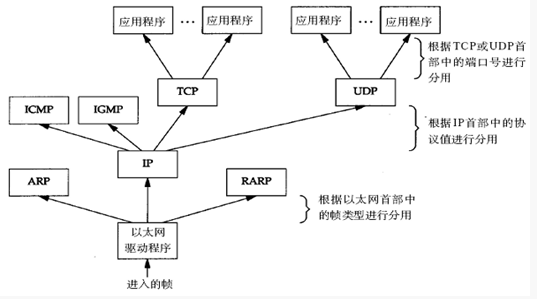 应用程序 … 应用程序 应用程序 … 应用程序
根据TCP或UDP首
部中的端口号进行
分用
TCP UDP
ICMP IGMP
根据IP首部中的协
议值进行分用
IP
ARP RARP
根据以太网首部中
的帧类型进行分用
以太网
驱动程序
进入的帧